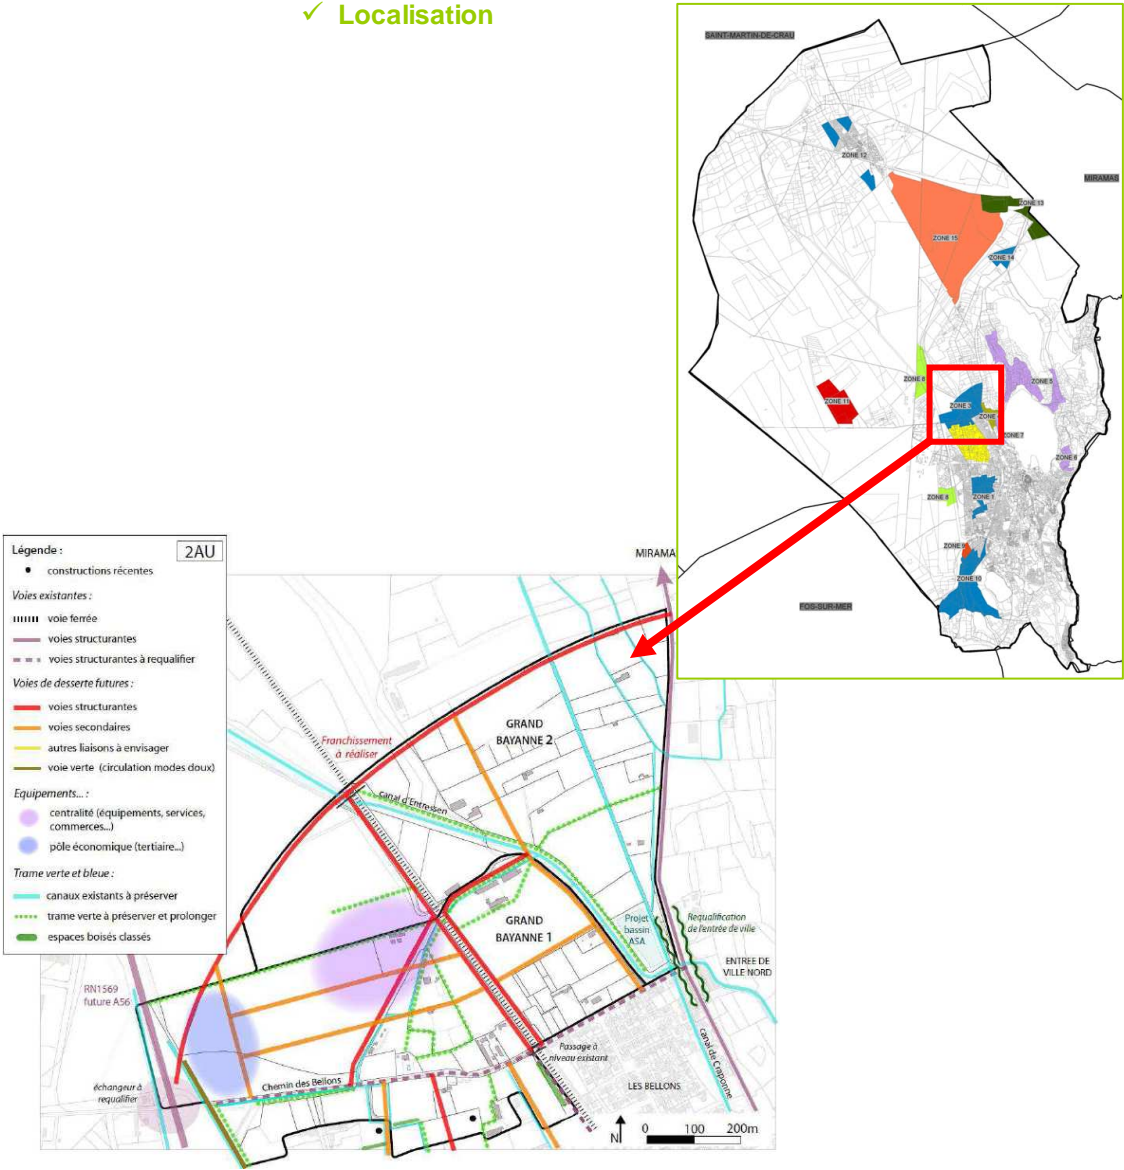 ✓ Localisation
SAINT-MARTIN-DE-CRAU
MIRAMAS
ZONE 12
ZONE 13
ZONE 15
ZONE 14
ZONE 5
ZONE 6
ZONE 11
ZONE 3
ZONE
ZONE 7
ZONE 6
ZONE 8
ZONE 1
ZONE 9
ZONE 10
FOS-SUR-MER
Légende :
2AU
constructions récentes
Voies existantes :
voie ferrée
voies structurantes
voies structurantes à requalifier
Voies de desserte futures :
voies structurantes
voies secondaires
autres liaisons à envisager
voie verte (circulation modes doux)
Equipements... :
centralité (équipements, services,
commerces...)
pôle économique (tertiaire...)
Trame verte et bleue :
canaux existants à préserver
trame verte à préserver et prolonger
espaces boisés classés
MIRAMA
GRAND
BAYANNE 2
Franchissement
à réaliser
canal d'Entressen
GRAND
BAYANNE 1
Projet
bassin
ASA
Requalification
de l'entrée de ville
ENTREE DE
VILLE NORD
RN1569
future A56
Passage à
niveau existant
canal de Craponne
Chemin des Bellons
LES BELLONS
échangeur à
requalifier
N
0 100 200m